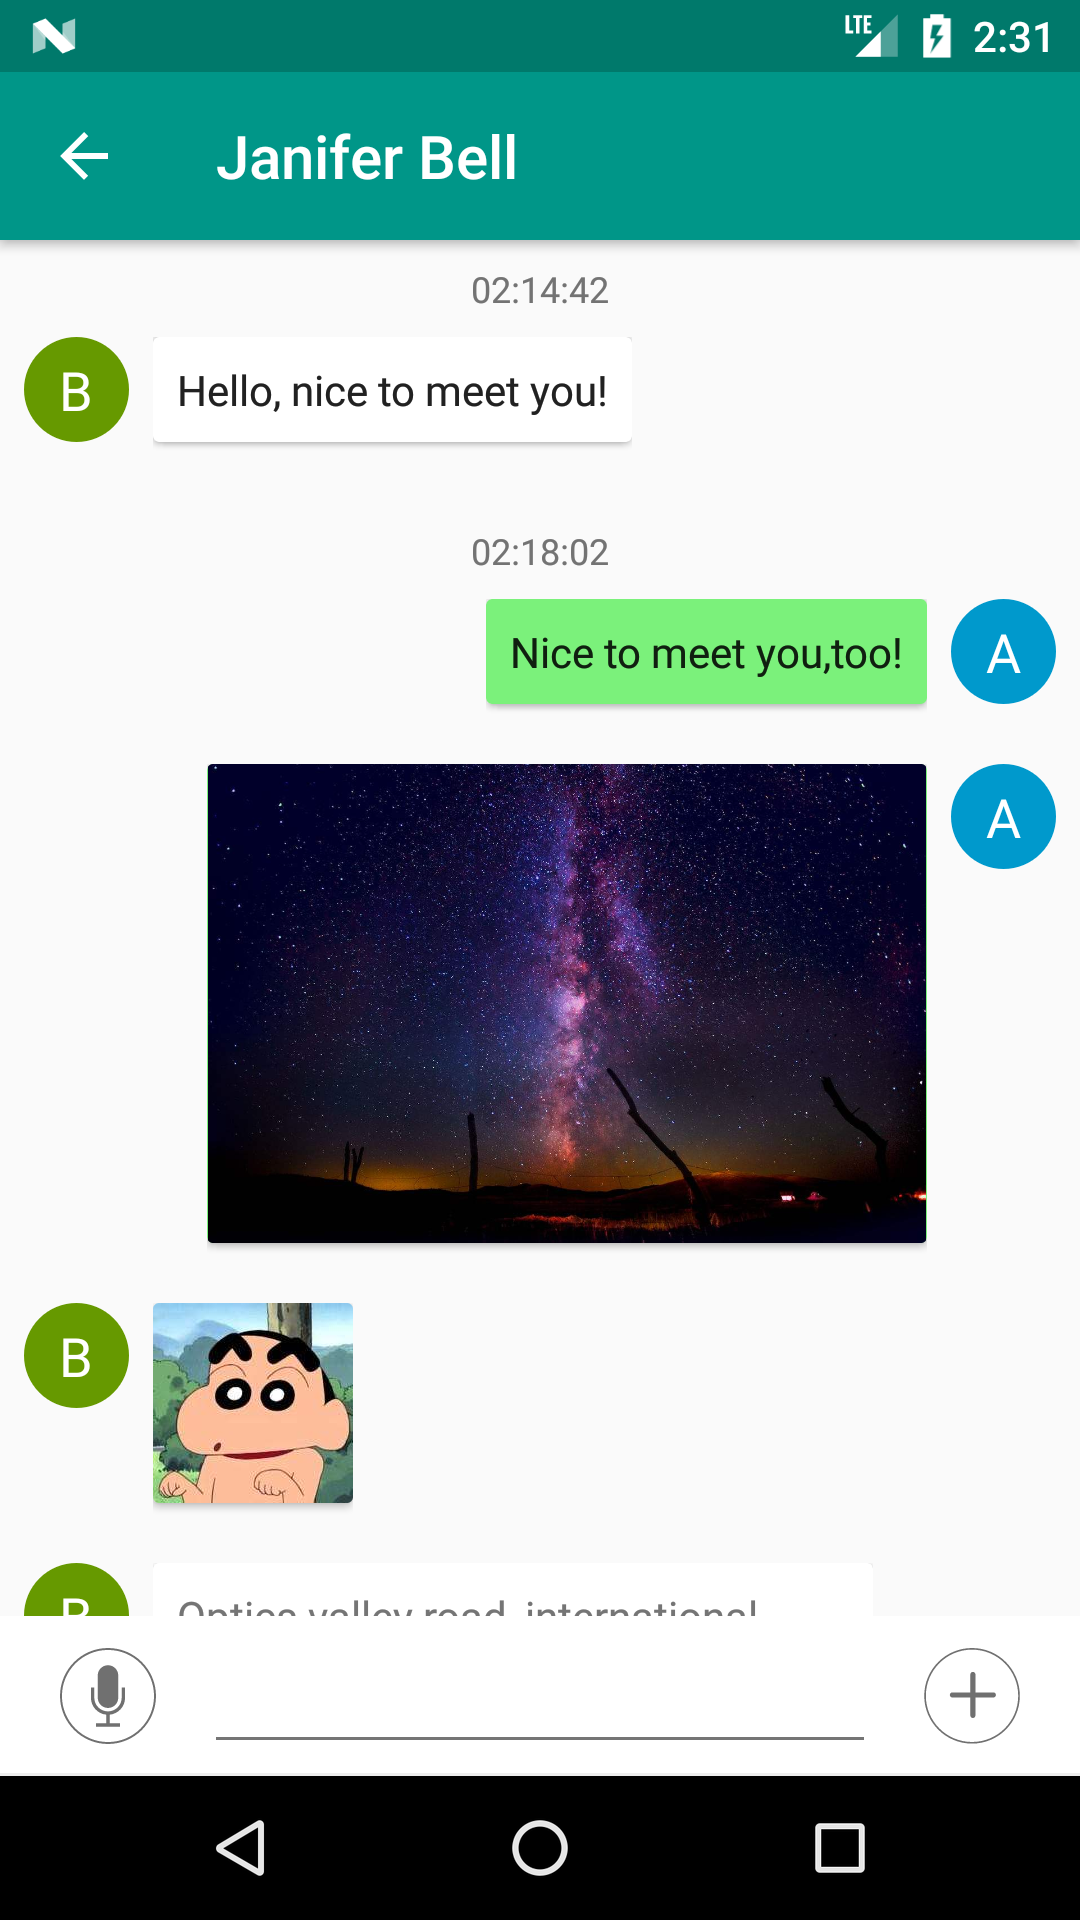 LTE 2:31
Janifer Bell
02:14:42
B Hello, nice to meet you!
02:18:02
Nice to meet you,too! A
A
B
B Optics valley road, international